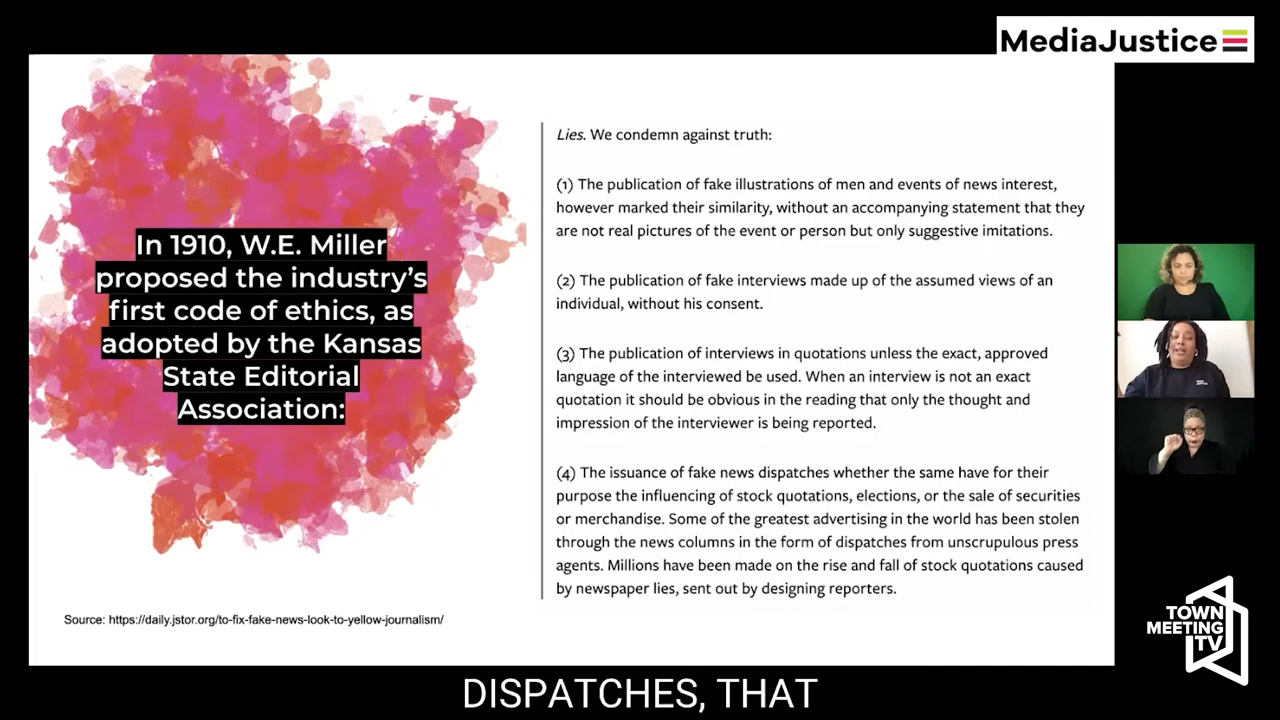 MediaJustice
In 1910, W.E. Miller
proposed the industry's
first code of ethics, as
adopted by the Kansas
State Editorial
Association:
Lies. We condemn against truth:
(1) The publication of fake illustrations of men and events of news interest,
however marked their similarity, without an accompanying statement that they
are not real pictures of the event or person but only suggestive imitations.
(2) The publication of fake interviews made up of the assumed views of an
individual, without his consent.
(3) The publication of interviews in quotations unless the exact, approved
language of the interviewed be used. When an interview is not an exact
quotation it should be obvious in the reading that only the thought and
impression of the interviewer is being reported.
(4) The issuance of fake news dispatches whether the same have for their
purpose the influencing of stock quotations, elections, or the sale of securities
or merchandise. Some of the greatest advertising in the world has been stolen
through the news columns in the form of dispatches from unscrupulous press
agents. Millions have been made on the rise and fall of stock quotations caused
by newspaper lies, sent out by designing reporters.
Source: https://daily.jstor.org/to-fix-fake-news-look-to-yellow-journalism/
TOWN
MEETING
TV
DISPATCHES, THAT